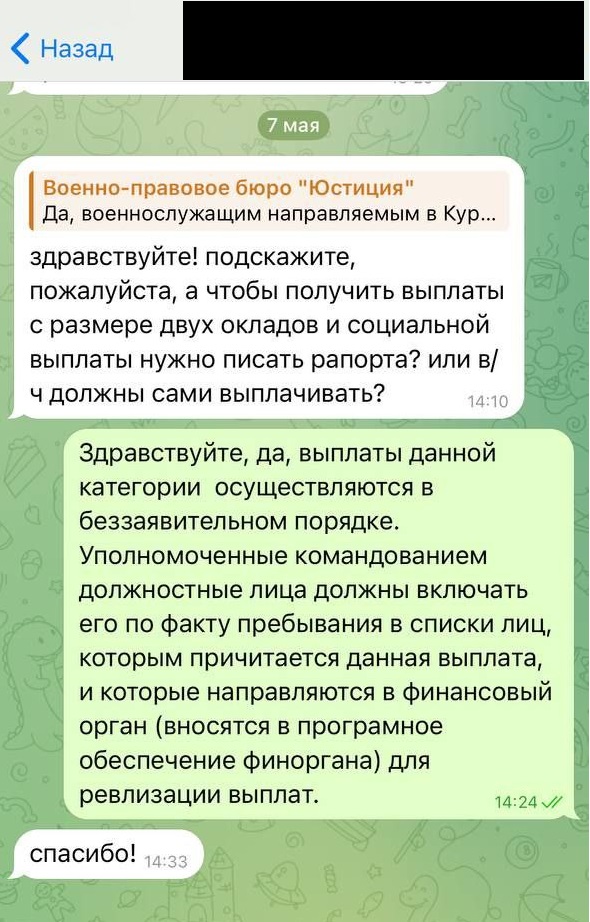 Назад
7 мая
Военно-правовое бюро "Юстиция"
Да, военнослужащим направляемым в Кур...
здравствуйте! подскажите,
пожалуйста, а чтобы получить выплаты
с размере двух окладов и социальной
выплаты нужно писать рапорта? или в/
ч должны сами выплачивать?
14:10
Здравствуйте, да, выплаты данной
категории осуществляются в
беззаявительном порядке.
Уполномоченные командованием
должностные лица должны включать
его по факту пребывания в списки лиц,
которым причитается данная выплата,
и которые направляются в финансовый
орган (вносятся в програмное
обеспечение финоргана) для
ревлизации выплат.
14:24
спасибо! 14:33